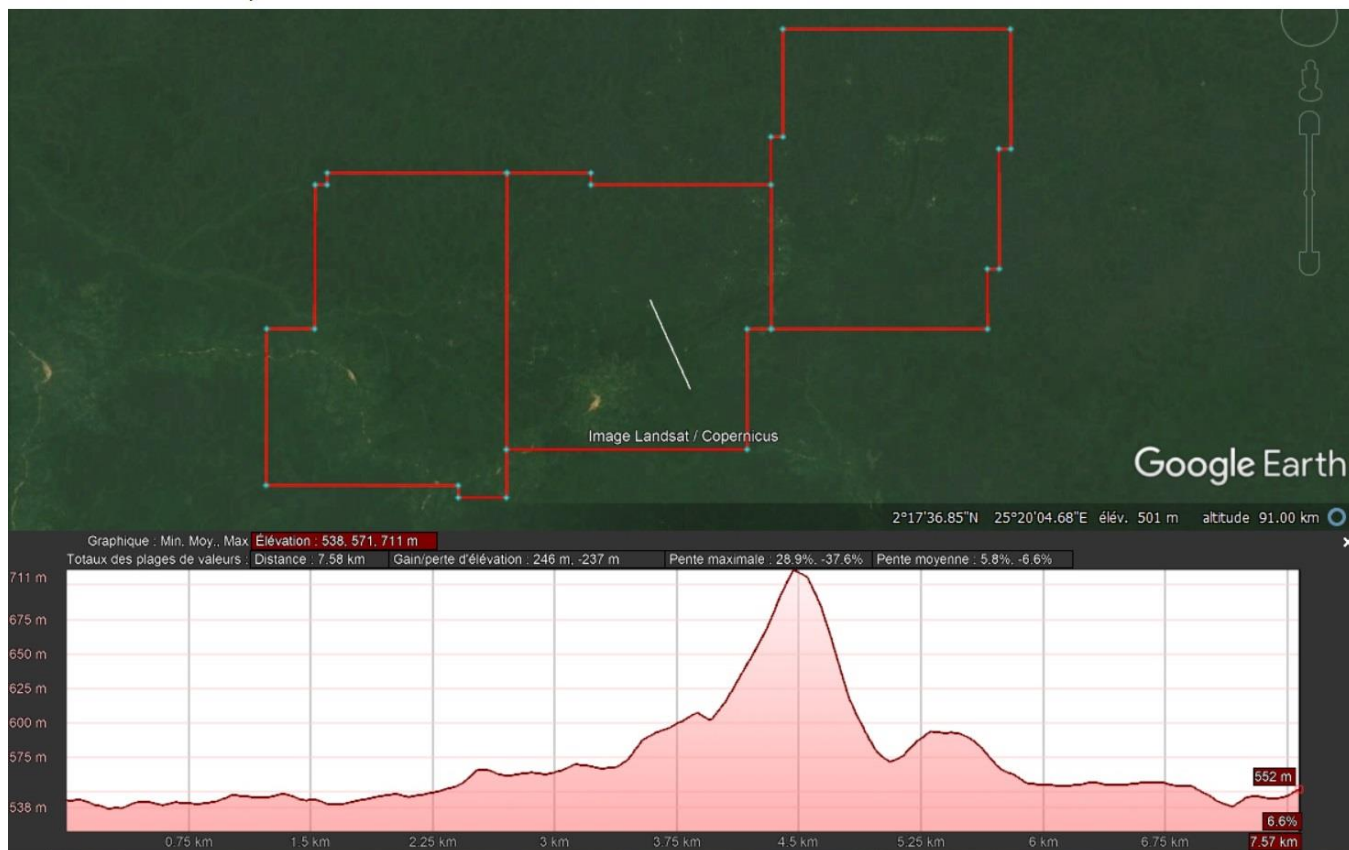 Image Landsat / Copernicus
Google Earth
2°17'36.85"N 25°20'04.68"E élév. 501 m altitude 91.00 km
Graphique : Min, Moy., Max Élévation : 538, 571, 711 m
Totaux des plages de valeurs : Distance : 7.58 km Gain/perte d'élévation : 246 m, -237 m Pente maximale : 28.9%, -37.6% Pente moyenne : 5.8%, -6.6%
711 m
675 m
650 m
625 m
600 m
575 m
552 m
538 m
6.6%
0.75 km 1.5 km 2.25 km 3 km 3.75 km 4.5 km 5.25 km 6 km 6.75 km 7.57 km